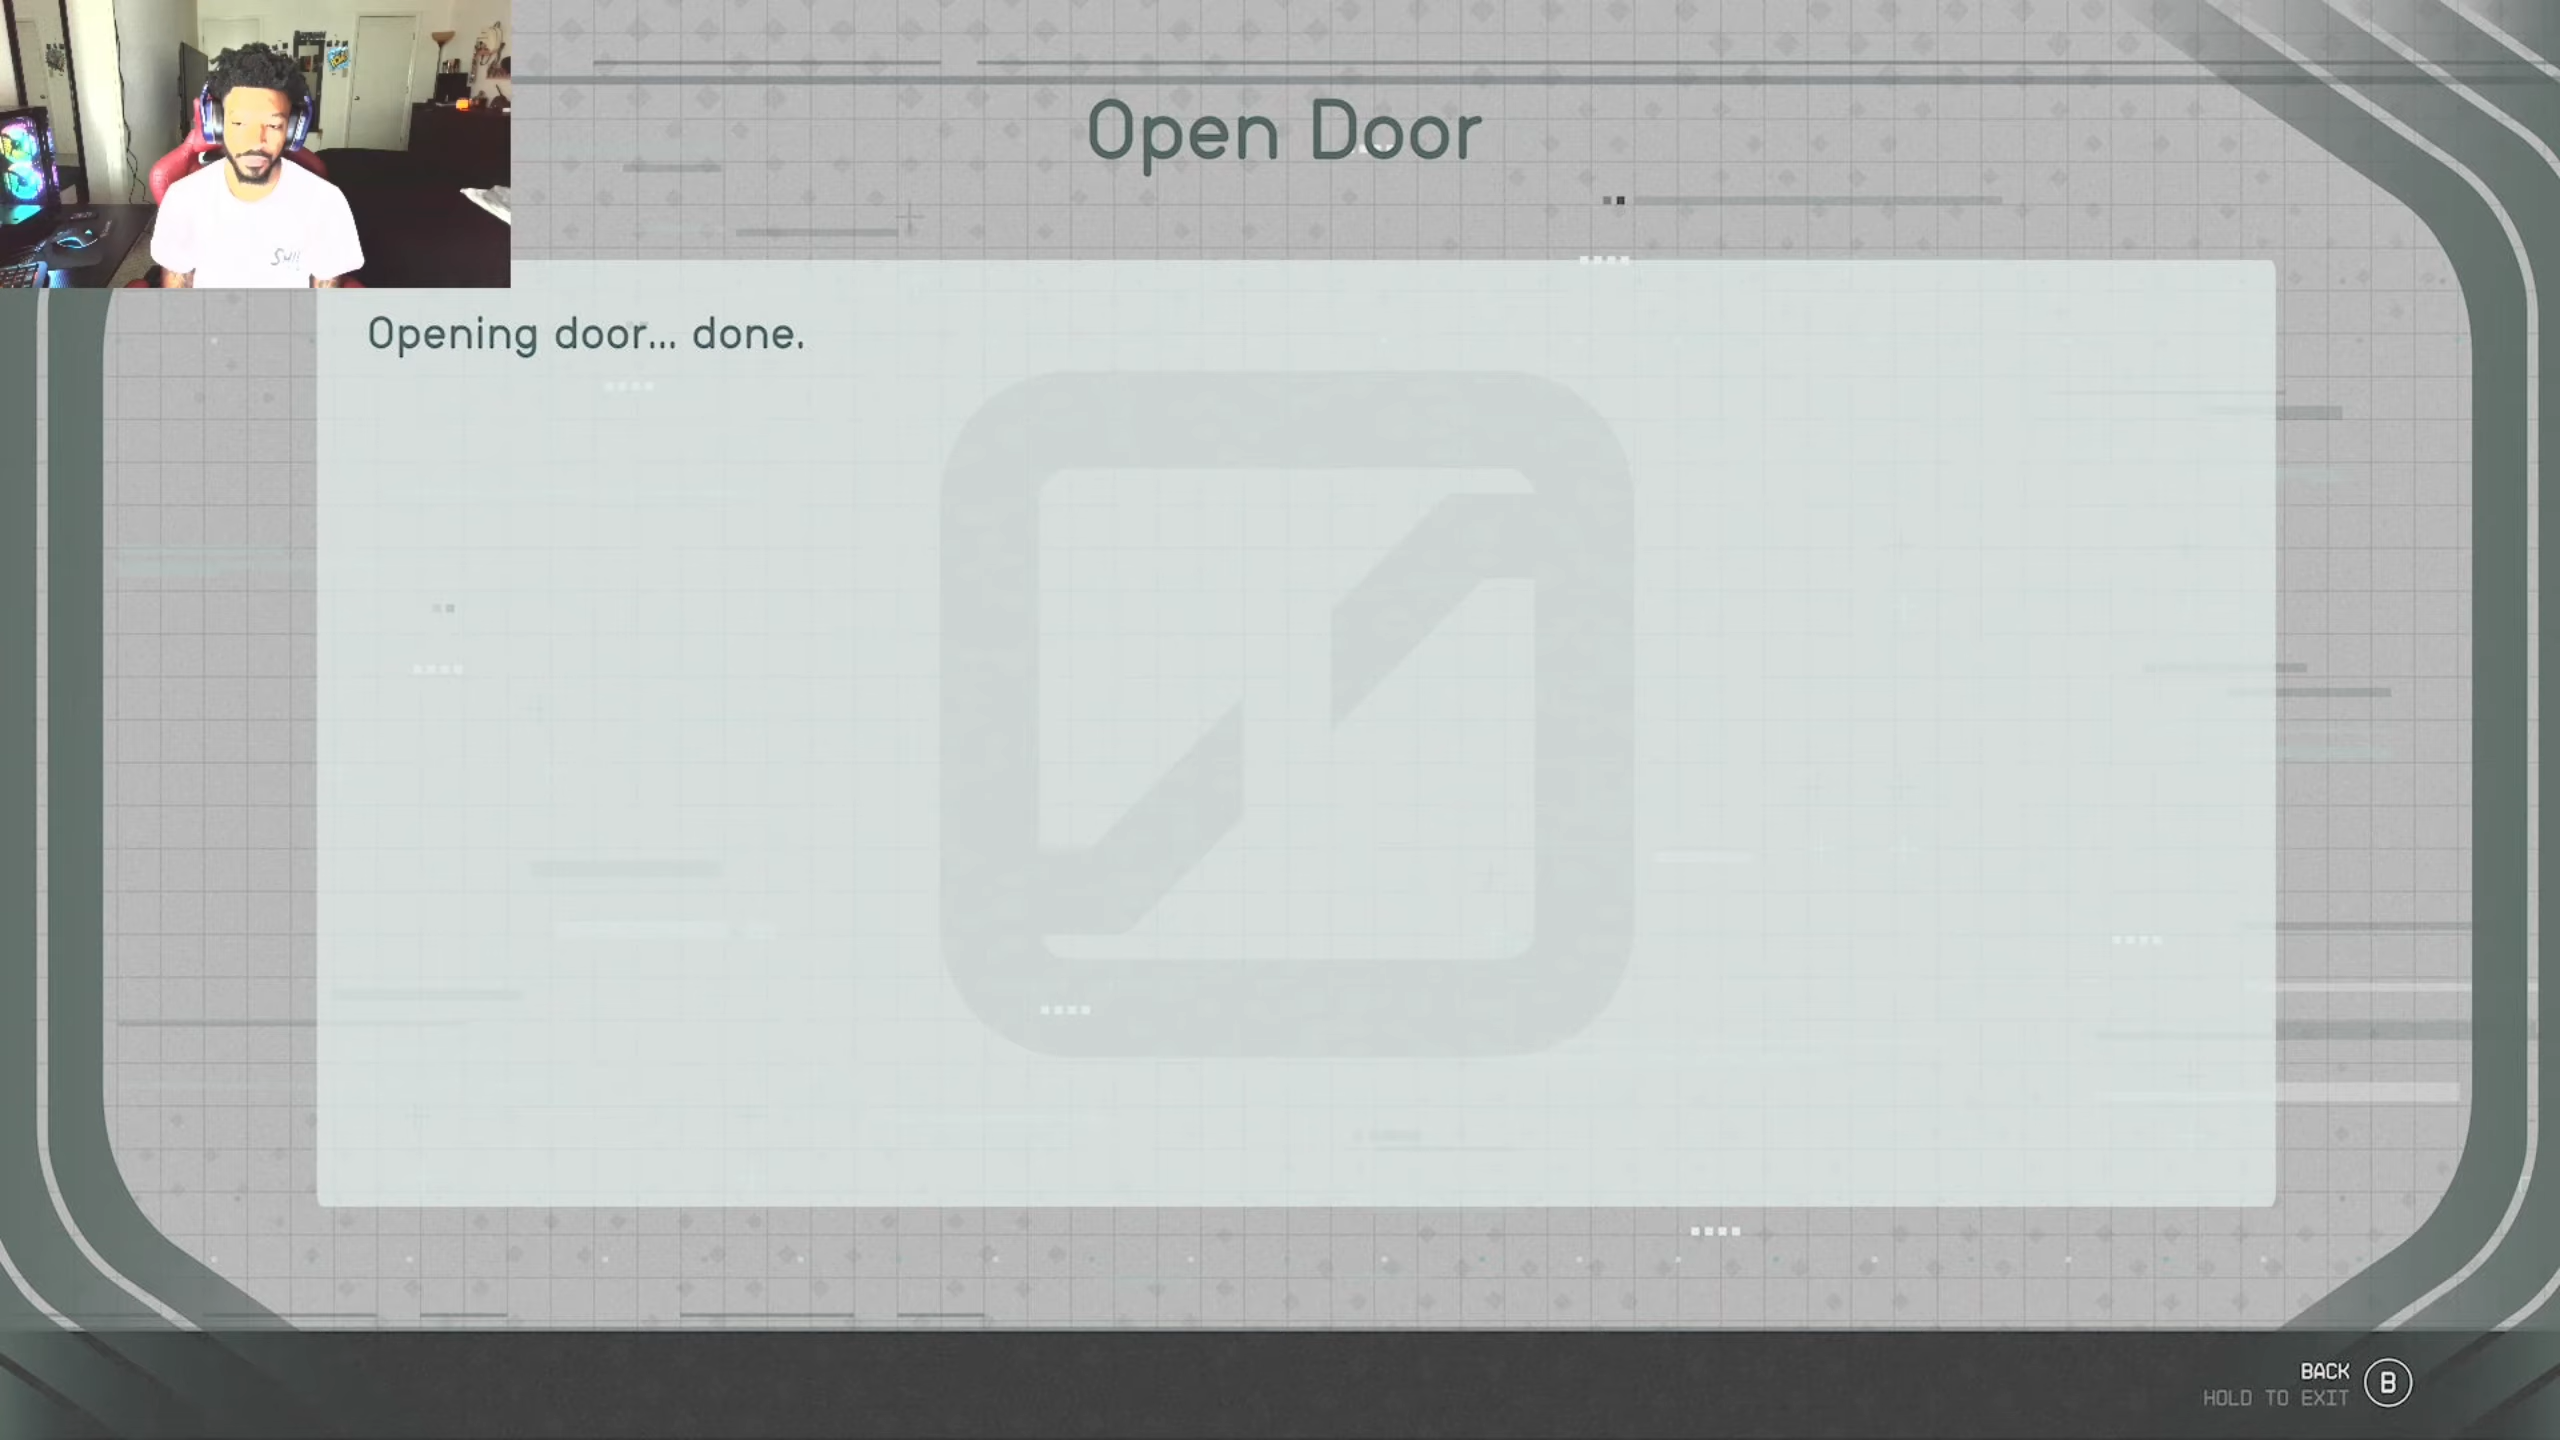 Open Door
Opening door... done.
BACK
B
HOLD TO EXIT